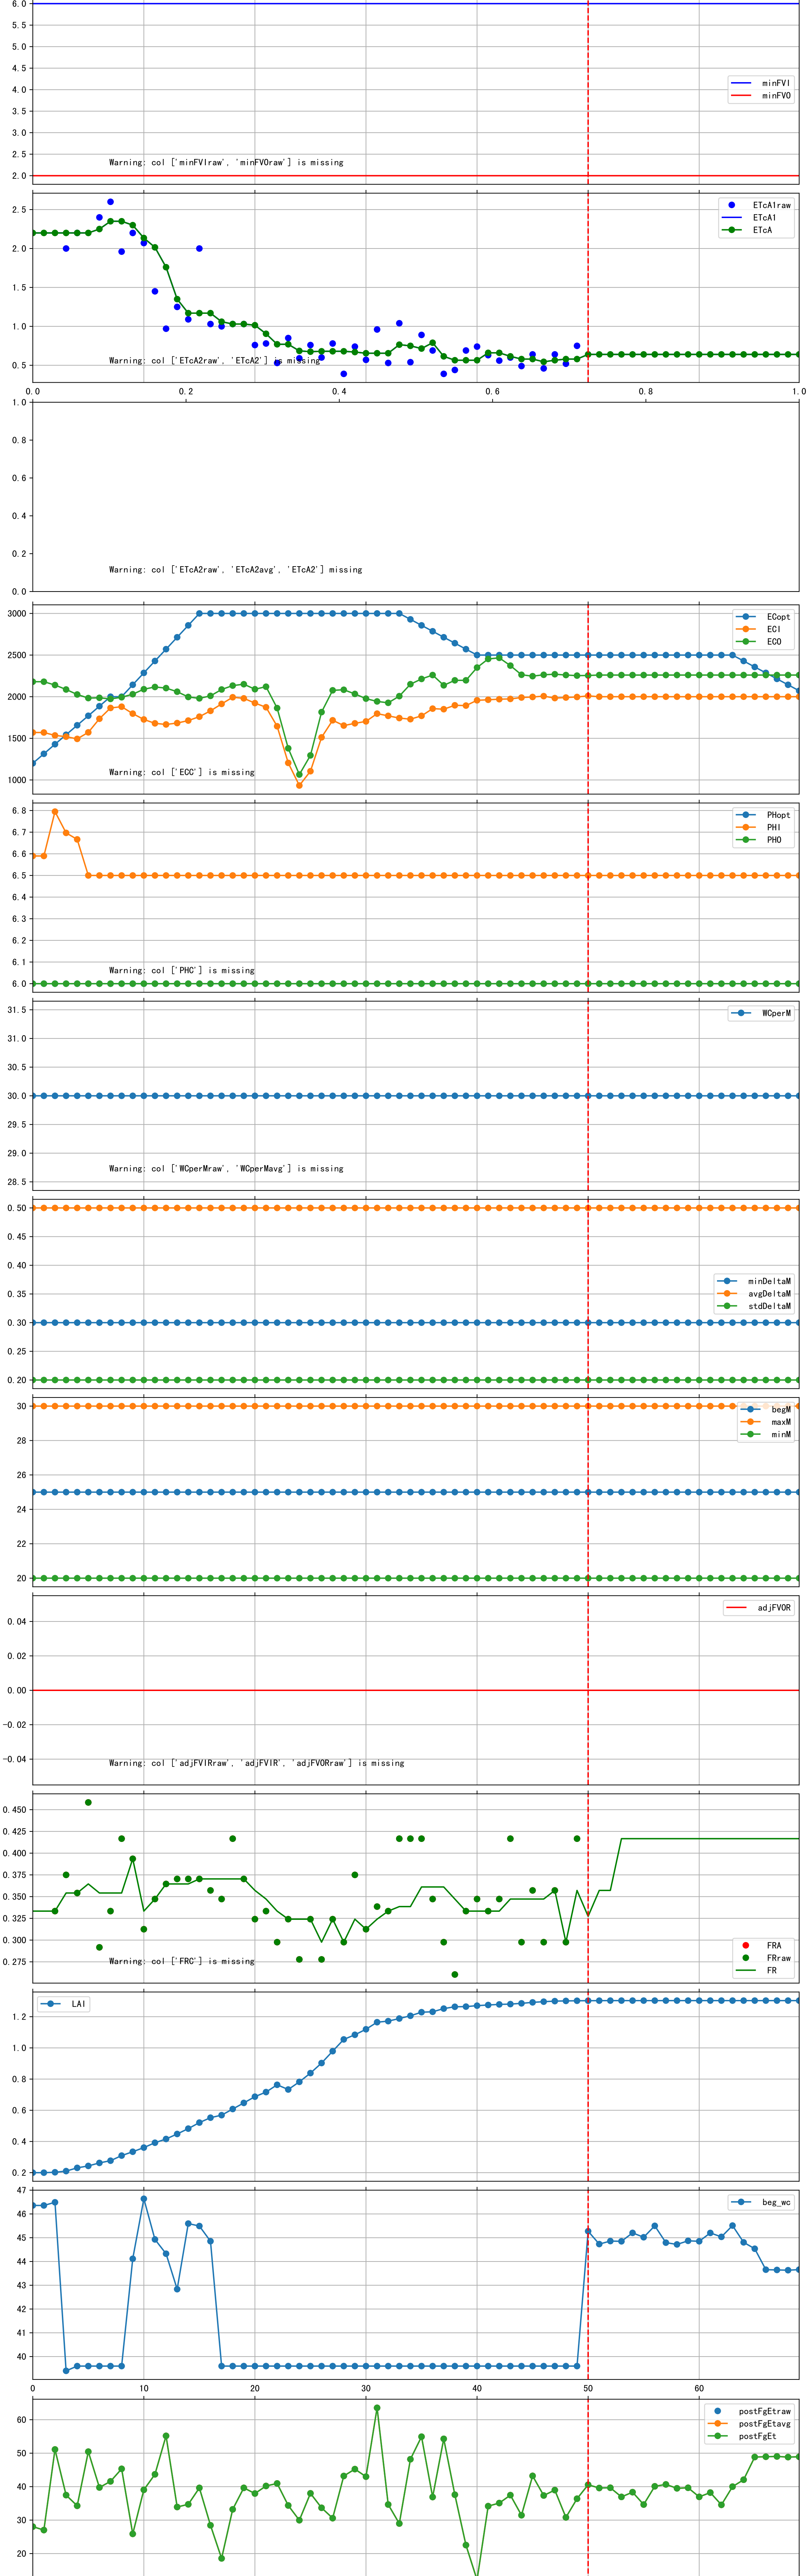 6.0
5.5
5.0
4.5
4.0
3.5
3.0
2.5
2.0
minFVI
minFVO
Warning: col ['minFVIraw', 'minFVOraw'] is missing
2.5
2.0
1.5
1.0
0.5
ETcA1raw
ETcA1
ETcA
Warning: col ['ETcA2raw', 'ETcA2'] is missing
0.0 0.2 0.4 0.6 0.8 1.0
1.0
0.8
0.6
0.4
0.2
0.0
Warning: col ['ETcA2raw', 'ETcA2avg', 'ETcA2'] missing
3000
2500
2000
1500
1000
ECopt
ECI
ECO
Warning: col ['ECC'] is missing
6.8
6.7
6.6
6.5
6.4
6.3
6.2
6.1
6.0
PHopt
PHI
PHO
Warning: col ['PHC'] is missing
31.5
31.0
30.5
30.0
29.5
29.0
28.5
WCperM
Warning: col ['WCperMraw', 'WCperMavg'] is missing
0.50
0.45
0.40
0.35
0.30
0.25
0.20
minDeltaM
avgDeltaM
stdDeltaM
30
28
26
24
22
20
begM
maxM
minM
0.04
0.02
0.00
-0.02
-0.04
adjFVOR
Warning: col ['adjFVIRraw', 'adjFVIR', 'adjFVORraw'] is missing
0.450
0.425
0.400
0.375
0.350
0.325
0.300
0.275
FRA
FRraw
FR
Warning: col ['FRC'] is missing
1.2
1.0
0.8
0.6
0.4
0.2
LAI
47
46
45
44
43
42
41
40
beg_wc
0 10 20 30 40 50 60
60
50
40
30
20
postFgEtraw
postFgEtavg
postFgEt